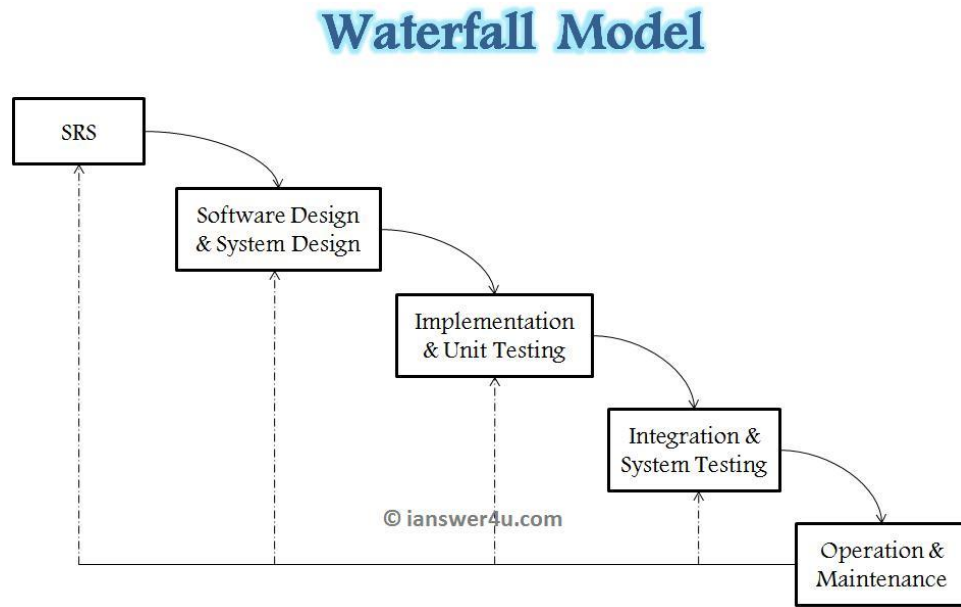 Waterfall Model
SRS
Software Design
& System Design
Implementation
& Unit Testing
Integration &
System Testing
© ianswer4u.com
Operation &
Maintenance